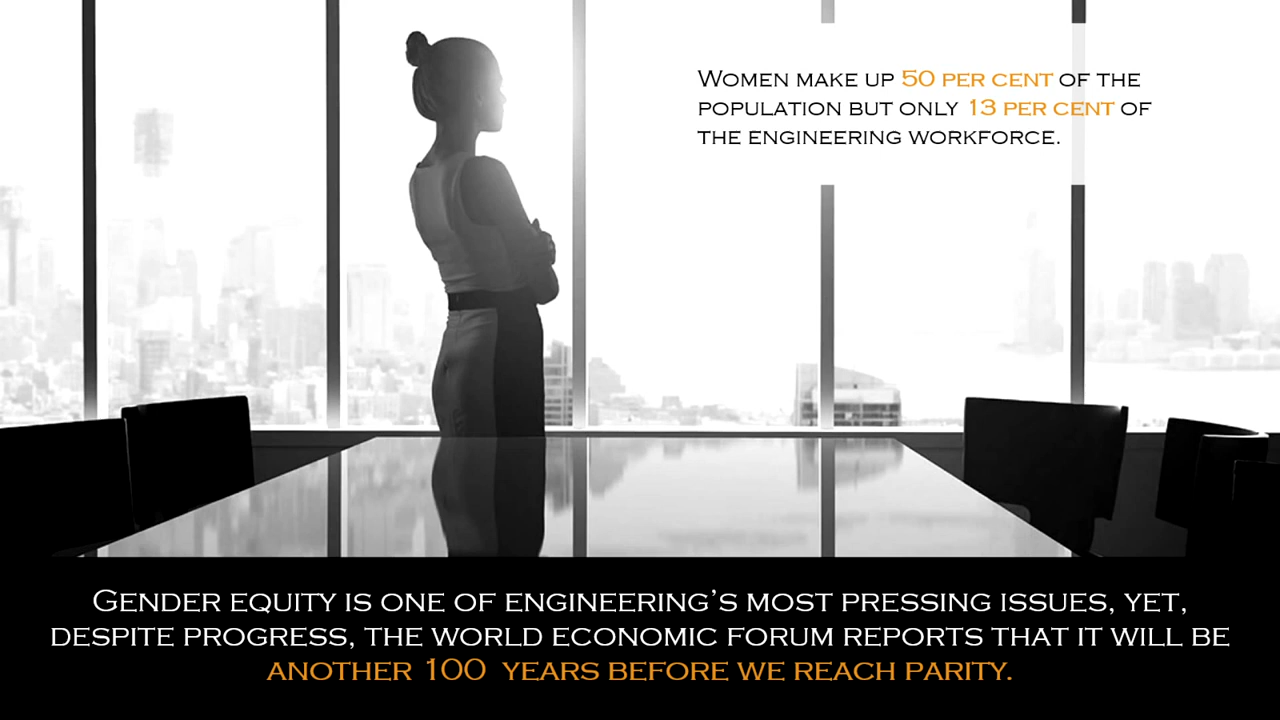 Women make up 50 per cent of the
population but only 13 per cent of
the engineering workforce.
Gender equity is one of engineering’s most pressing issues, yet,
despite progress, the World Economic Forum reports that it will be
another 100 years before we reach parity.